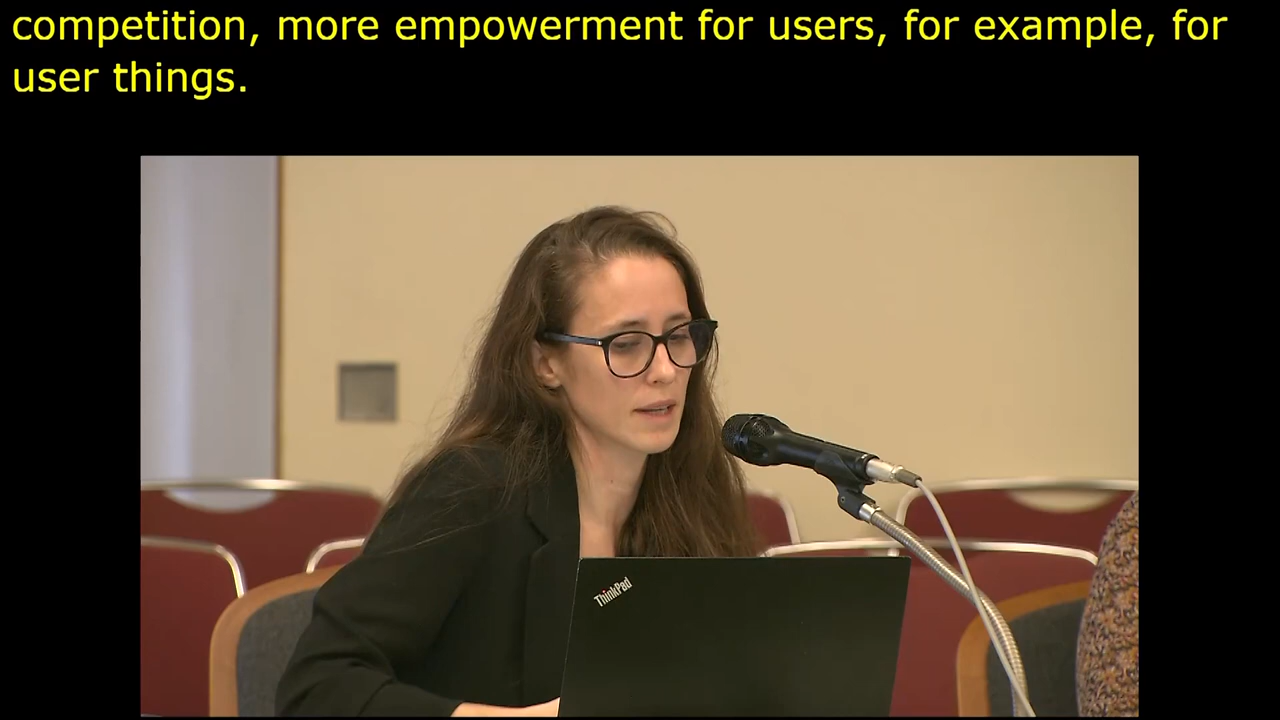 competition, more empowerment for users, for example, for
user things.
ThinkPad